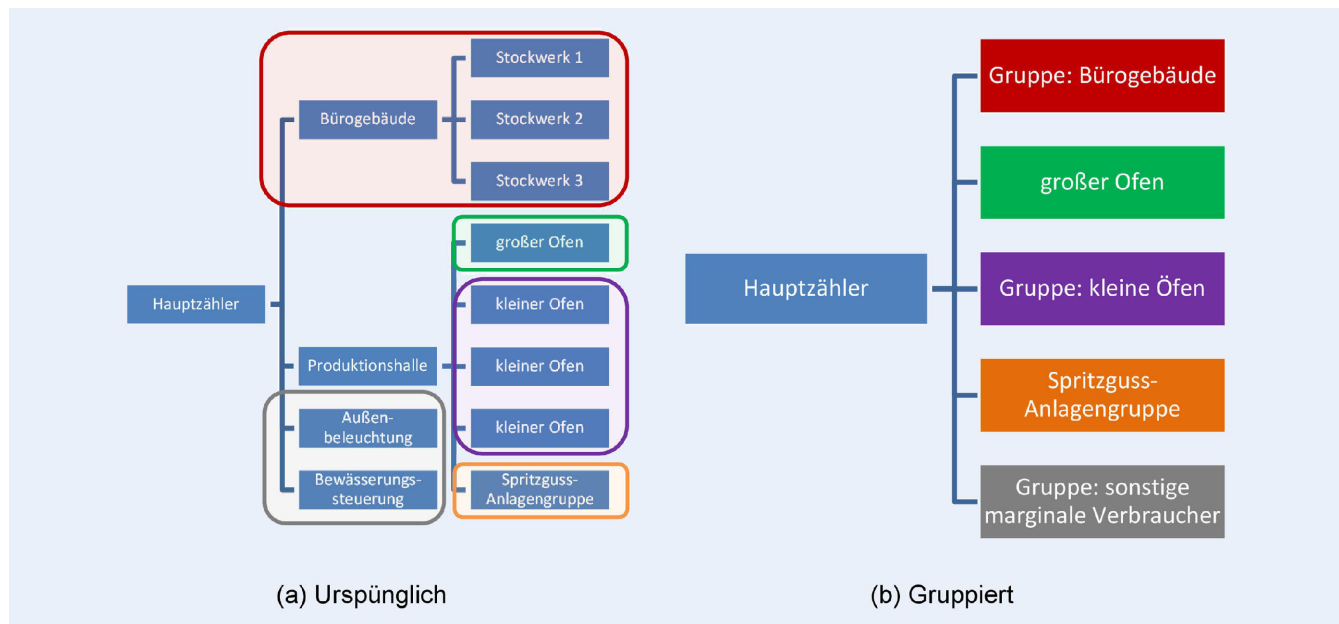 Stockwerk 1
Bürogebäude
Stockwerk 2
Stockwerk 3
großer Ofen
Hauptzähler
kleiner Ofen
Produktionshalle
kleiner Ofen
Außen-
beleuchtung
kleiner Ofen
Bewässerungs-
steuerung
Spritzguss-
Anlagengruppe
(a) Urspünglich
Gruppe: Bürogebäude
großer Ofen
Hauptzähler
Gruppe: kleine Öfen
Spritzguss-
Anlagengruppe
Gruppe: sonstige
marginale Verbraucher
(b) Gruppiert